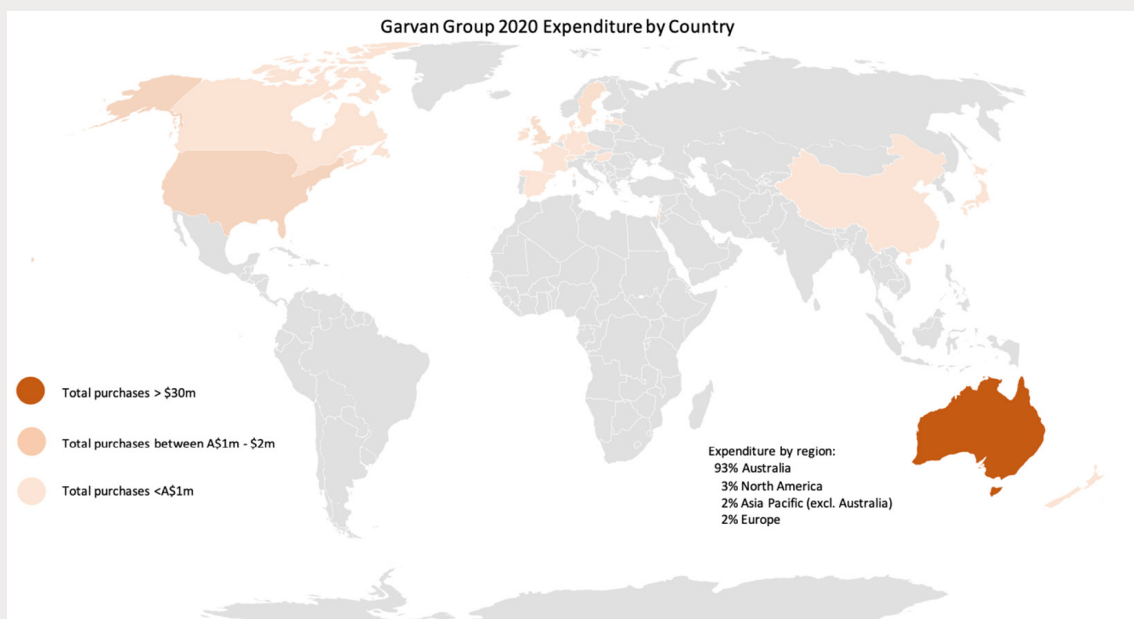 Garvan Group 2020 Expenditure by Country
Total purchases > $30m
Total purchases between A$1m - $2m
Total purchases <A$1m
Expenditure by region:
93% Australia
3% North America
2% Asia Pacific (excl. Australia)
2% Europe